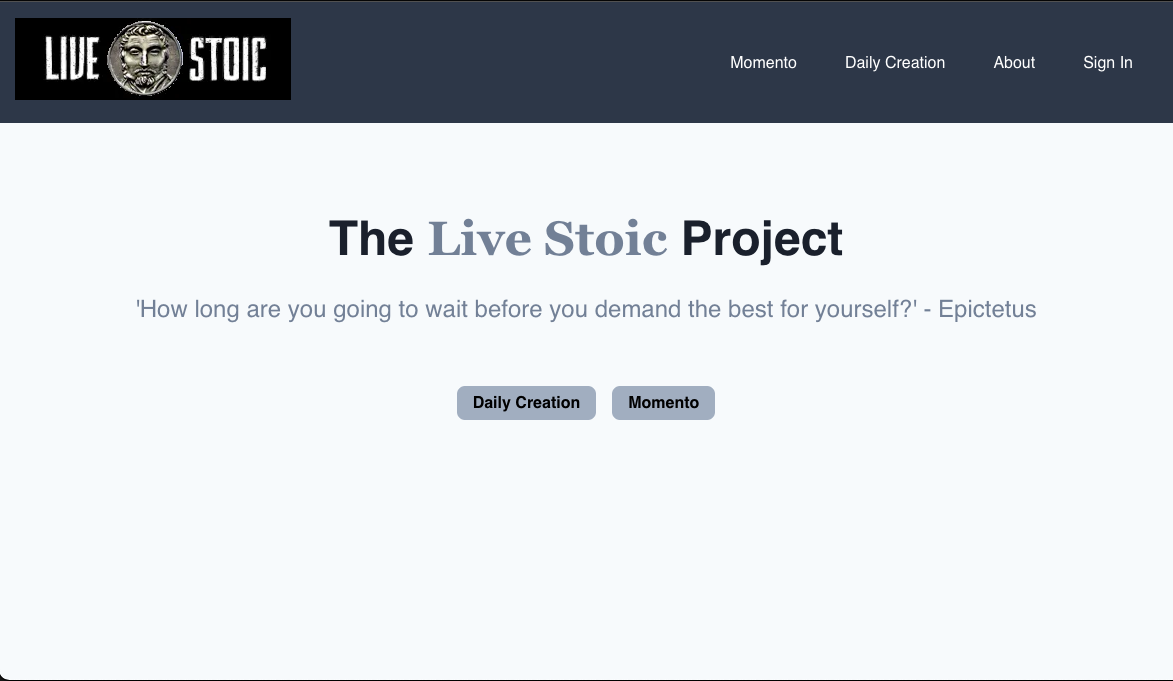 LIVE STOIC
Momento Daily Creation About Sign In
The Live Stoic Project
'How long are you going to wait before you demand the best for yourself?' - Epictetus
Daily Creation Momento